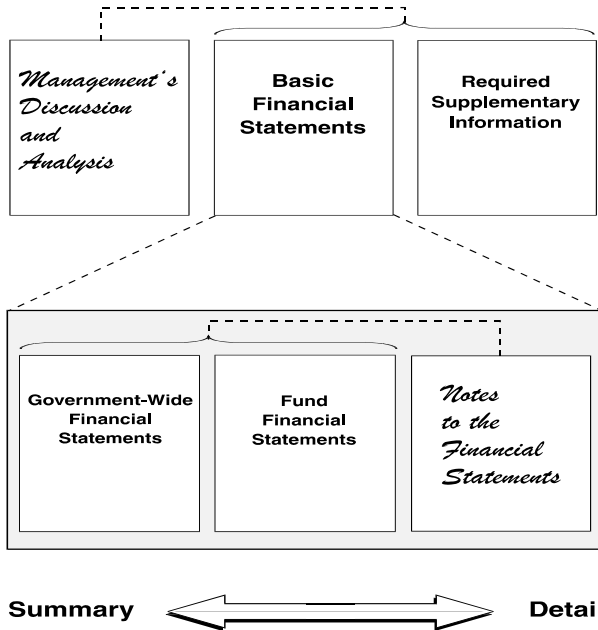 Management's
Discussion
and
Analysis
Basic
Financial
Statements
Required
Supplementary
Information
Government-Wide
Financial
Statements
Fund
Financial
Statements
Notes
to the
Financial
Statements
Summary
Detai